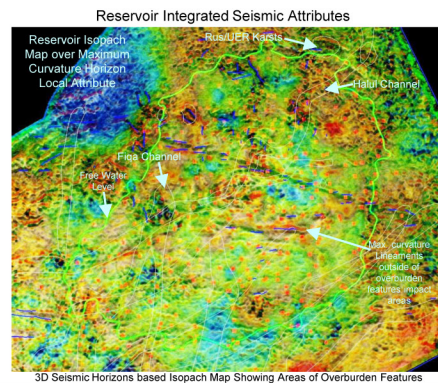 Reservoir Integrated Seismic Attributes
Rus/UER Karsts
Reservoir Isopach
Map over Maximum
Curvature Horizon
Local Attribute
Halul Channel
Fiqa Channel
Free Water
Level
Max. curvature
Lineaments
outside of
overburden
features impact
areas
3D Seismic Horizons based Isopach Map Showing Areas of Overburden Features